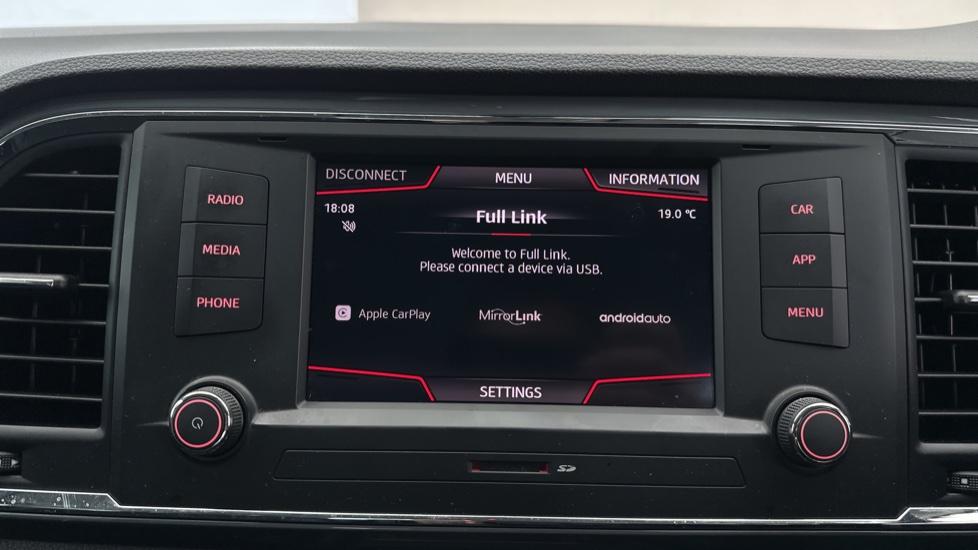 DISCONNECT
MENU
INFORMATION
18:08
Full Link
19.0 °C
Welcome to Full Link.
Please connect a device via USB.
Apple CarPlay
MirrorLink
androidauto
SETTINGS
RADIO
MEDIA
PHONE
CAR
APP
MENU
SD